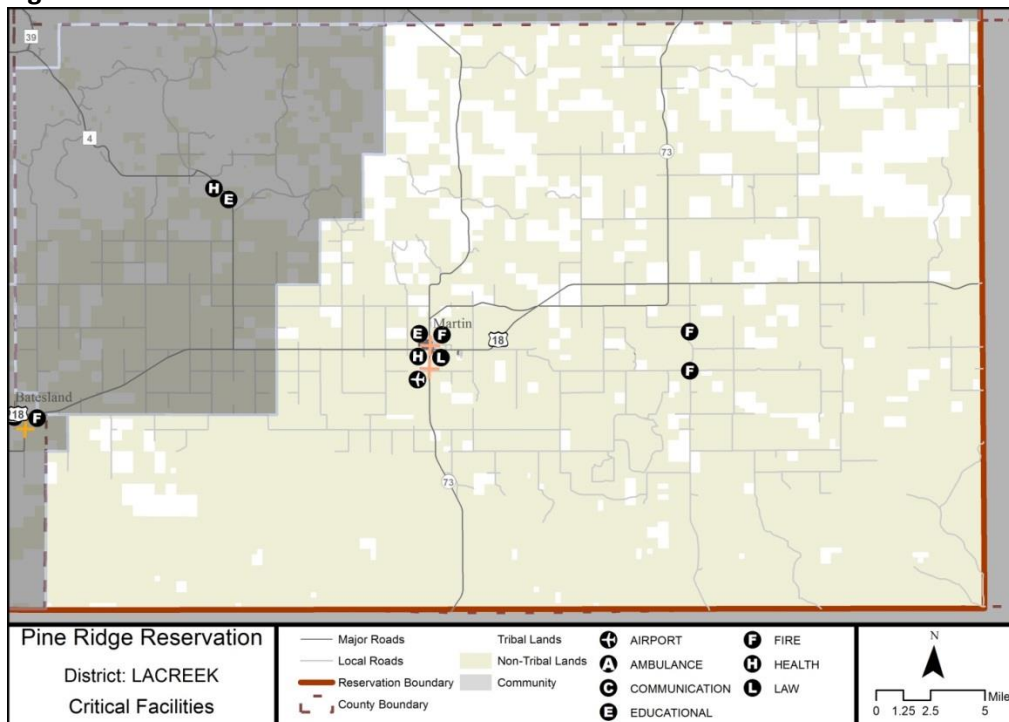 39
4
73
H
E
E
F
Martin
18
H
L
F
F
Batesland
18
F
73
Pine Ridge Reservation
District: LACREEK
Critical Facilities
Major Roads
Local Roads
Reservation Boundary
County Boundary
Tribal Lands
Non-Tribal Lands
Community
AIRPORT
A AMBULANCE
C COMMUNICATION
E EDUCATIONAL
F FIRE
H HEALTH
L LAW
N
Mile
0 1.25 2.5 5